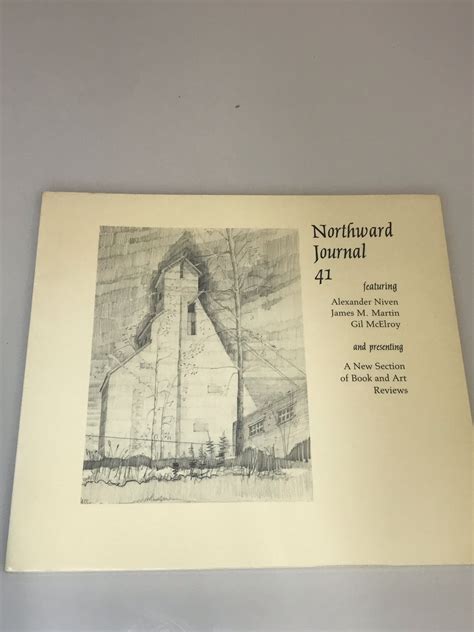 Northward
Journal
41
featuring
Alexander Niven
James M. Martin
Gil McElroy
and presenting
A New Section
of Book and Art
Reviews